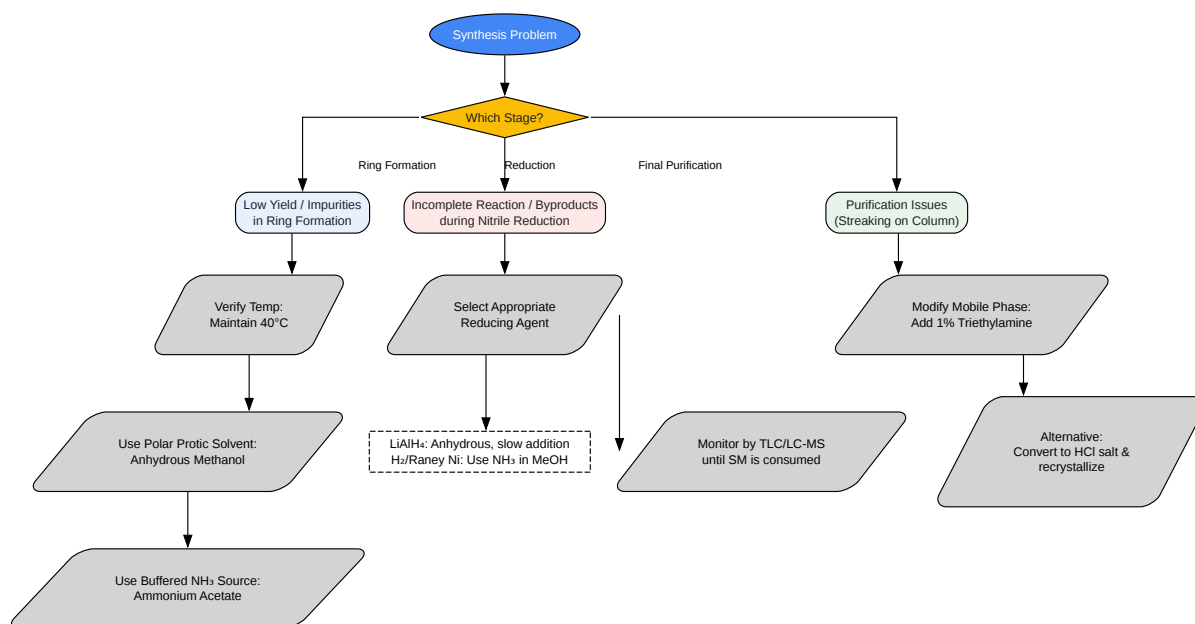 Synthesis Problem
Which Stage?
Ring Formation
Reduction
Final Purification
Low Yield / Impurities
in Ring Formation
Incomplete Reaction / Byproducts
during Nitrile Reduction
Purification Issues
(Streaking on Column)
Verify Temp:
Maintain 40°C
Select Appropriate
Reducing Agent
Modify Mobile Phase:
Add 1% Triethylamine
Use Polar Protic Solvent:
Anhydrous Methanol
LiAlH₄: Anhydrous, slow addition
H₂/Raney Ni: Use NH₃ in MeOH
Monitor by TLC/LC-MS
until SM is consumed
Alternative:
Convert to HCl salt &
recrystallize
Use Buffered NH₃ Source:
Ammonium Acetate